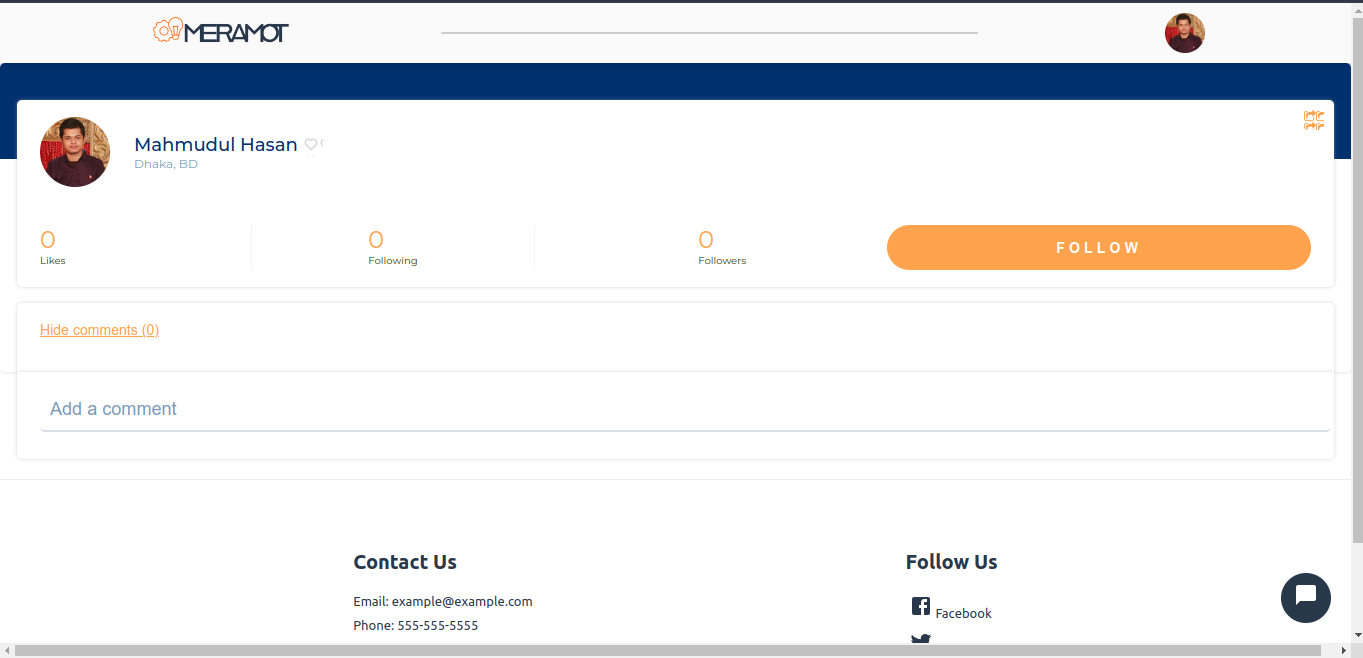 MERAMOT
Mahmudul Hasan
Dhaka, BD
0
Likes
0
Following
0
Followers
FOLLOW
Hide comments (0)
Add a comment
Contact Us
Email: example@example.com
Phone: 555-555-5555
Follow Us
Facebook